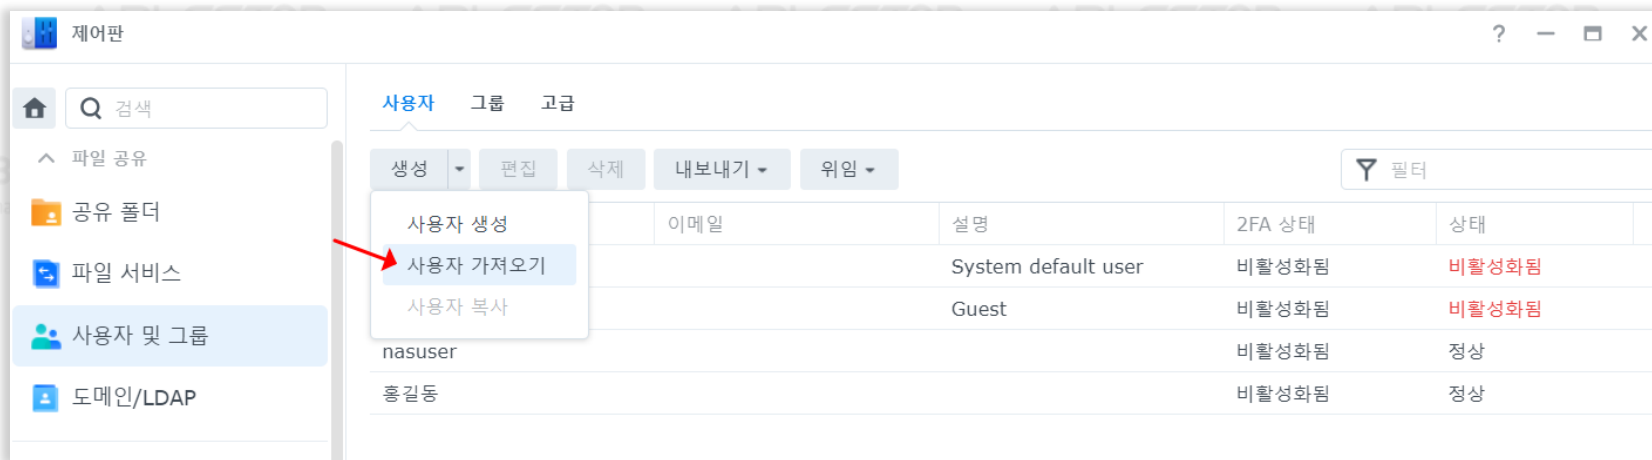 제어판
?
검색
사용자 그룹 고급
파일 공유
생성 편집 삭제 내보내기 위임 필터
공유 폴더
사용자 생성 이메일 설명 2FA 상태 상태
사용자 가져오기 System default user 비활성화됨 비활성화됨
파일 서비스
사용자 복사 Guest 비활성화됨 비활성화됨
사용자 및 그룹
nasuser 비활성화됨 정상
도메인/LDAP
홍길동 비활성화됨 정상